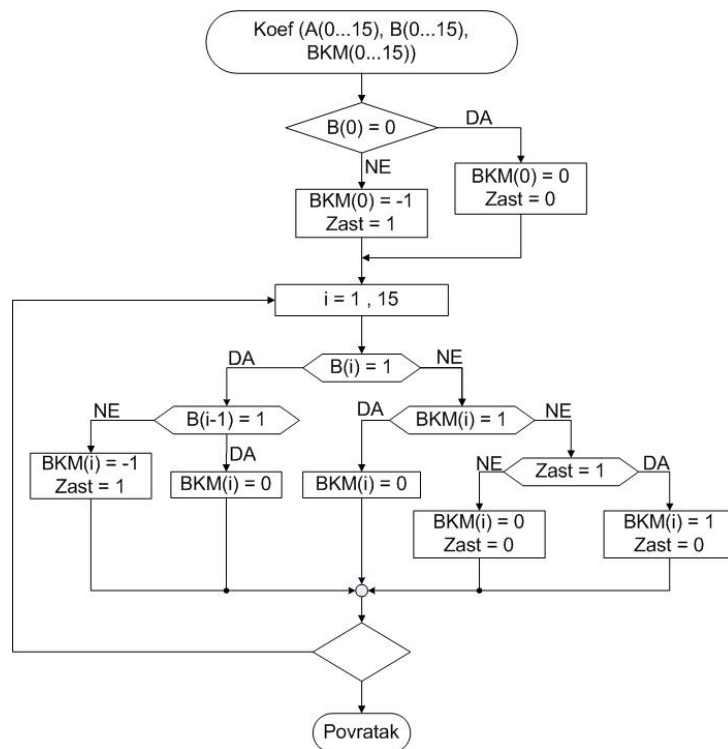 Koef (A(0...15), B(0...15),
BKM(0...15))
B(0) = 0
DA
NE
BKM(0) = 0
Zast = 0
BKM(0) = -1
Zast = 1
i = 1 , 15
DA
B(i) = 1
NE
NE
B(i-1) = 1
DA
BKM(i) = 1
NE
BKM(i) = -1
Zast = 1
DA
BKM(i) = 0
BKM(i) = 0
NE
Zast = 1
DA
BKM(i) = 0
Zast = 0
BKM(i) = 1
Zast = 0
Povratak